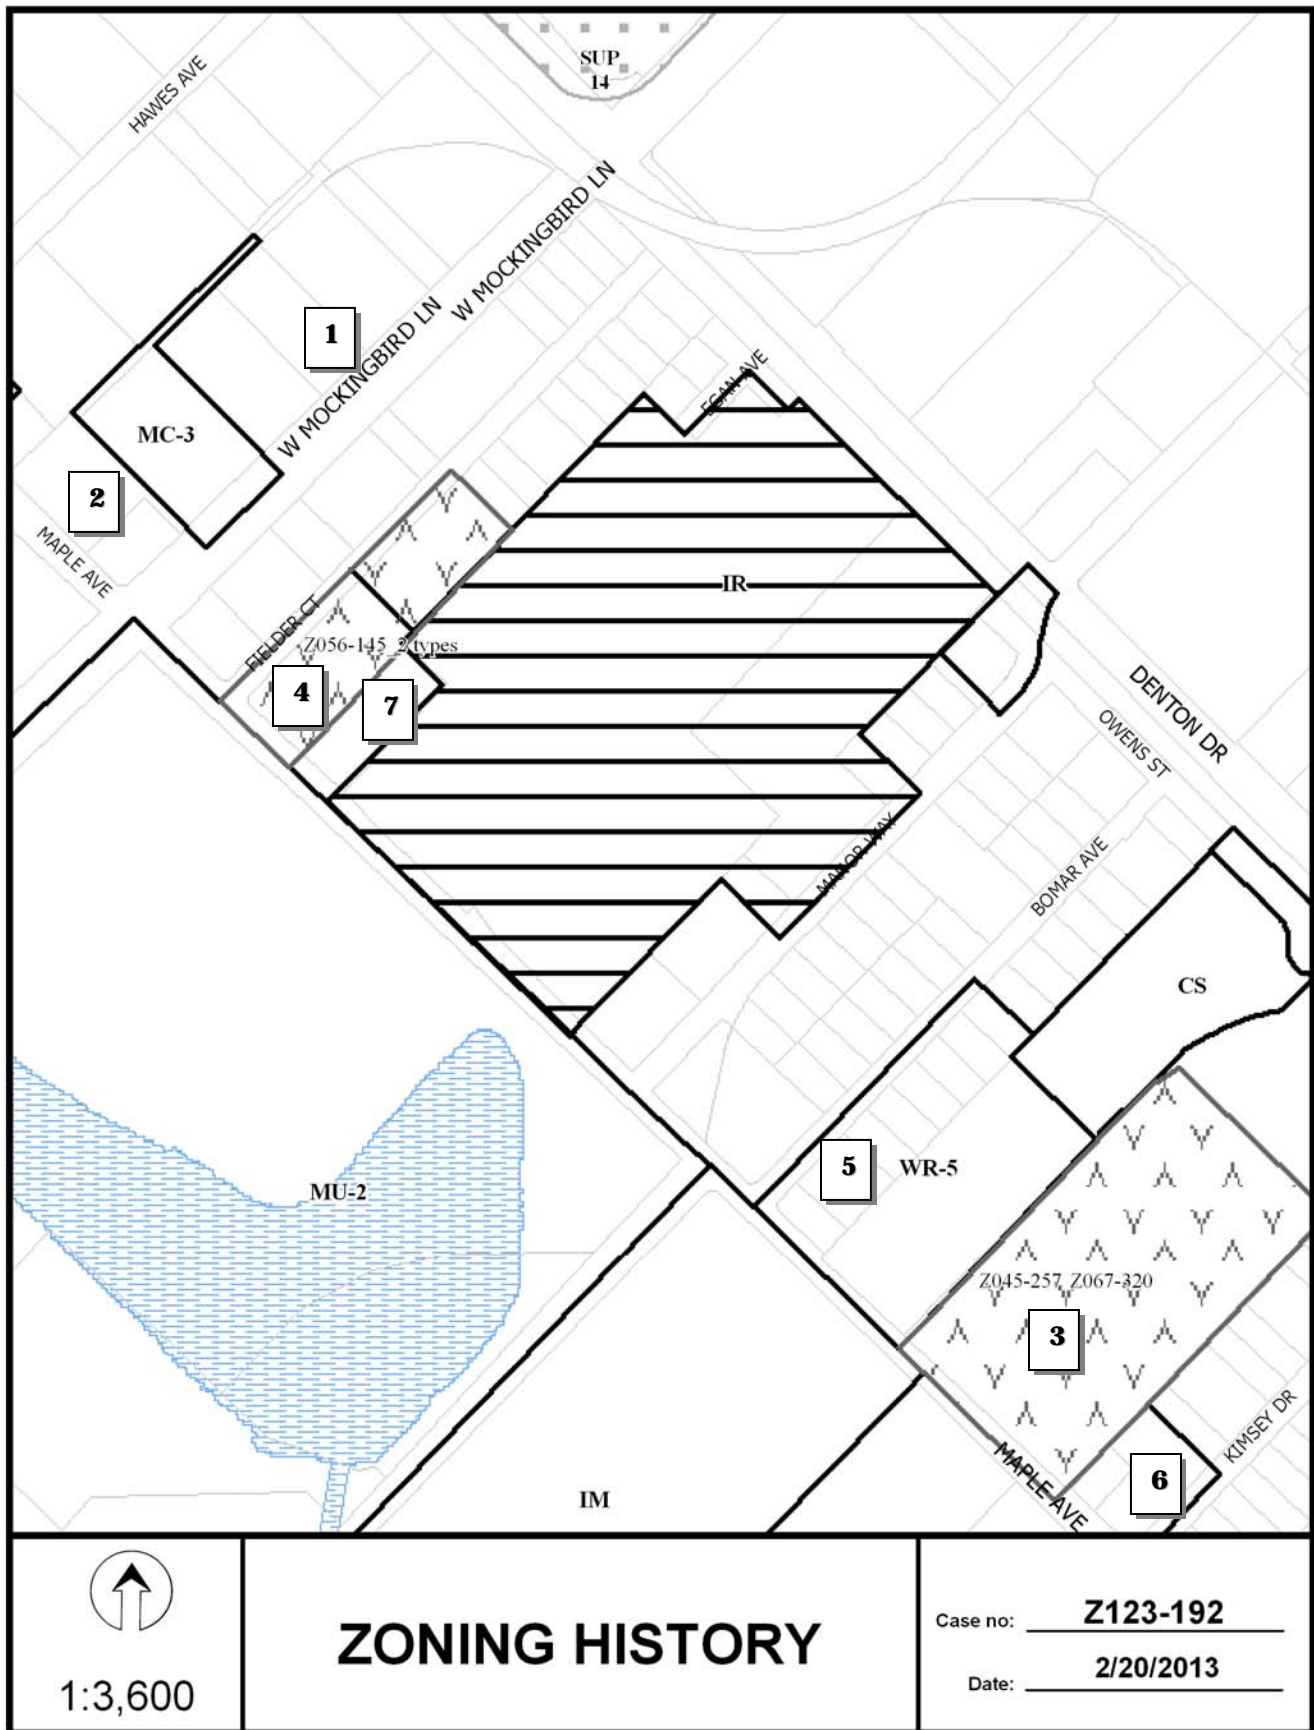 SUP
14
HAWES AVE
W MOCKINGBIRD LN
W MOCKINGBIRD LN
1
EGAN AVE
MC-3
2
MAPLE AVE
IR
FIELDER CT
Z056-145_2 types
4
7
DENTON DR
OWENS ST
MANOR WAY
BOMAR AVE
CS
5
WR-5
MU-2
Z045-257_Z067-320
3
KIMSEY DR
MAPLE AVE
6
IM
1:3,600
ZONING HISTORY
Case no: Z123-192
Date: 2/20/2013